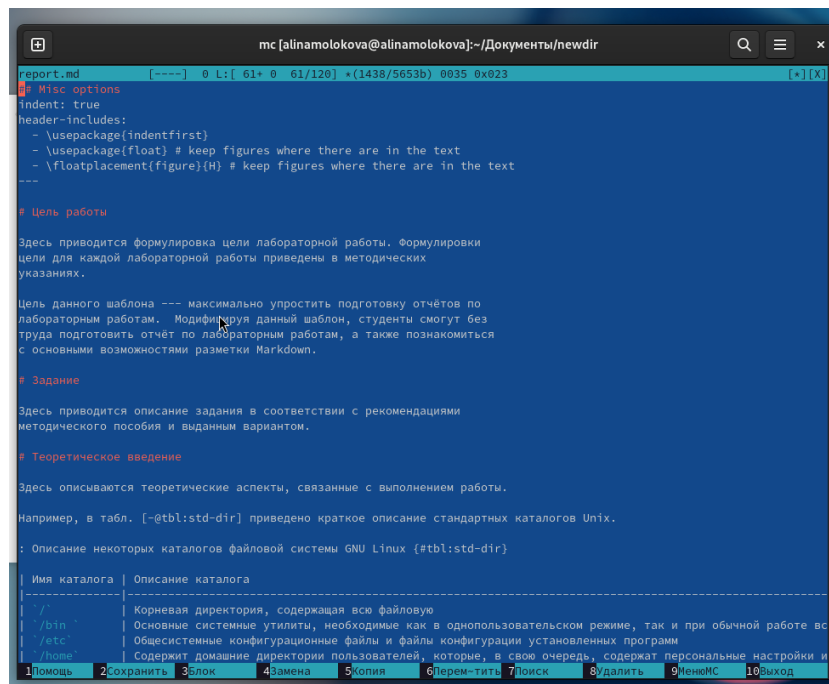 mc [alinamolokova@alinamolokova]:~/Документы/newdir
report.md [----] 0 L:[ 61+ 0 61/120] *(1438/5653b) 0035 0x023 [*][X]
## Misc options
indent: true
header-includes:
- \usepackage{indentfirst}
- \usepackage{float} # keep figures where there are in the text
- \floatplacement{figure}{H} # keep figures where there are in the text
---
# Цель работы
Здесь приводится формулировка цели лабораторной работы. Формулировки
цели для каждой лабораторной работы приведены в методических
указаниях.
Цель данного шаблона --- максимально упростить подготовку отчётов по
лабораторным работам. Модифицируя данный шаблон, студенты смогут без
труда подготовить отчёт по лабораторным работам, а также познакомиться
с основными возможностями разметки Markdown.
# Задание
Здесь приводится описание задания в соответствии с рекомендациями
методического пособия и выданным вариантом.
# Теоретическое введение
Здесь описываются теоретические аспекты, связанные с выполнением работы.
Например, в табл. [-@tbl:std-dir] приведено краткое описание стандартных каталогов Unix.
: Описание некоторых каталогов файловой системы GNU Linux {#tbl:std-dir}
| Имя каталога | Описание каталога
|--------------|----------------------------------------------------------------------------------------------------
| `/` | Корневая директория, содержащая всю файловую
| `/bin ` | Основные системные утилиты, необходимые как в однопользовательском режиме, так и при обычной работе вс
| `/etc` | Общесистемные конфигурационные файлы и файлы конфигурации установленных программ
| `/home` | Содержит домашние директории пользователей, которые, в свою очередь, содержат персональные настройки и
1Помощь 2Сохранить 3Блок 4Замена 5Копия 6Перем~тить 7Поиск 8Удалить 9МенюMC 10Выход